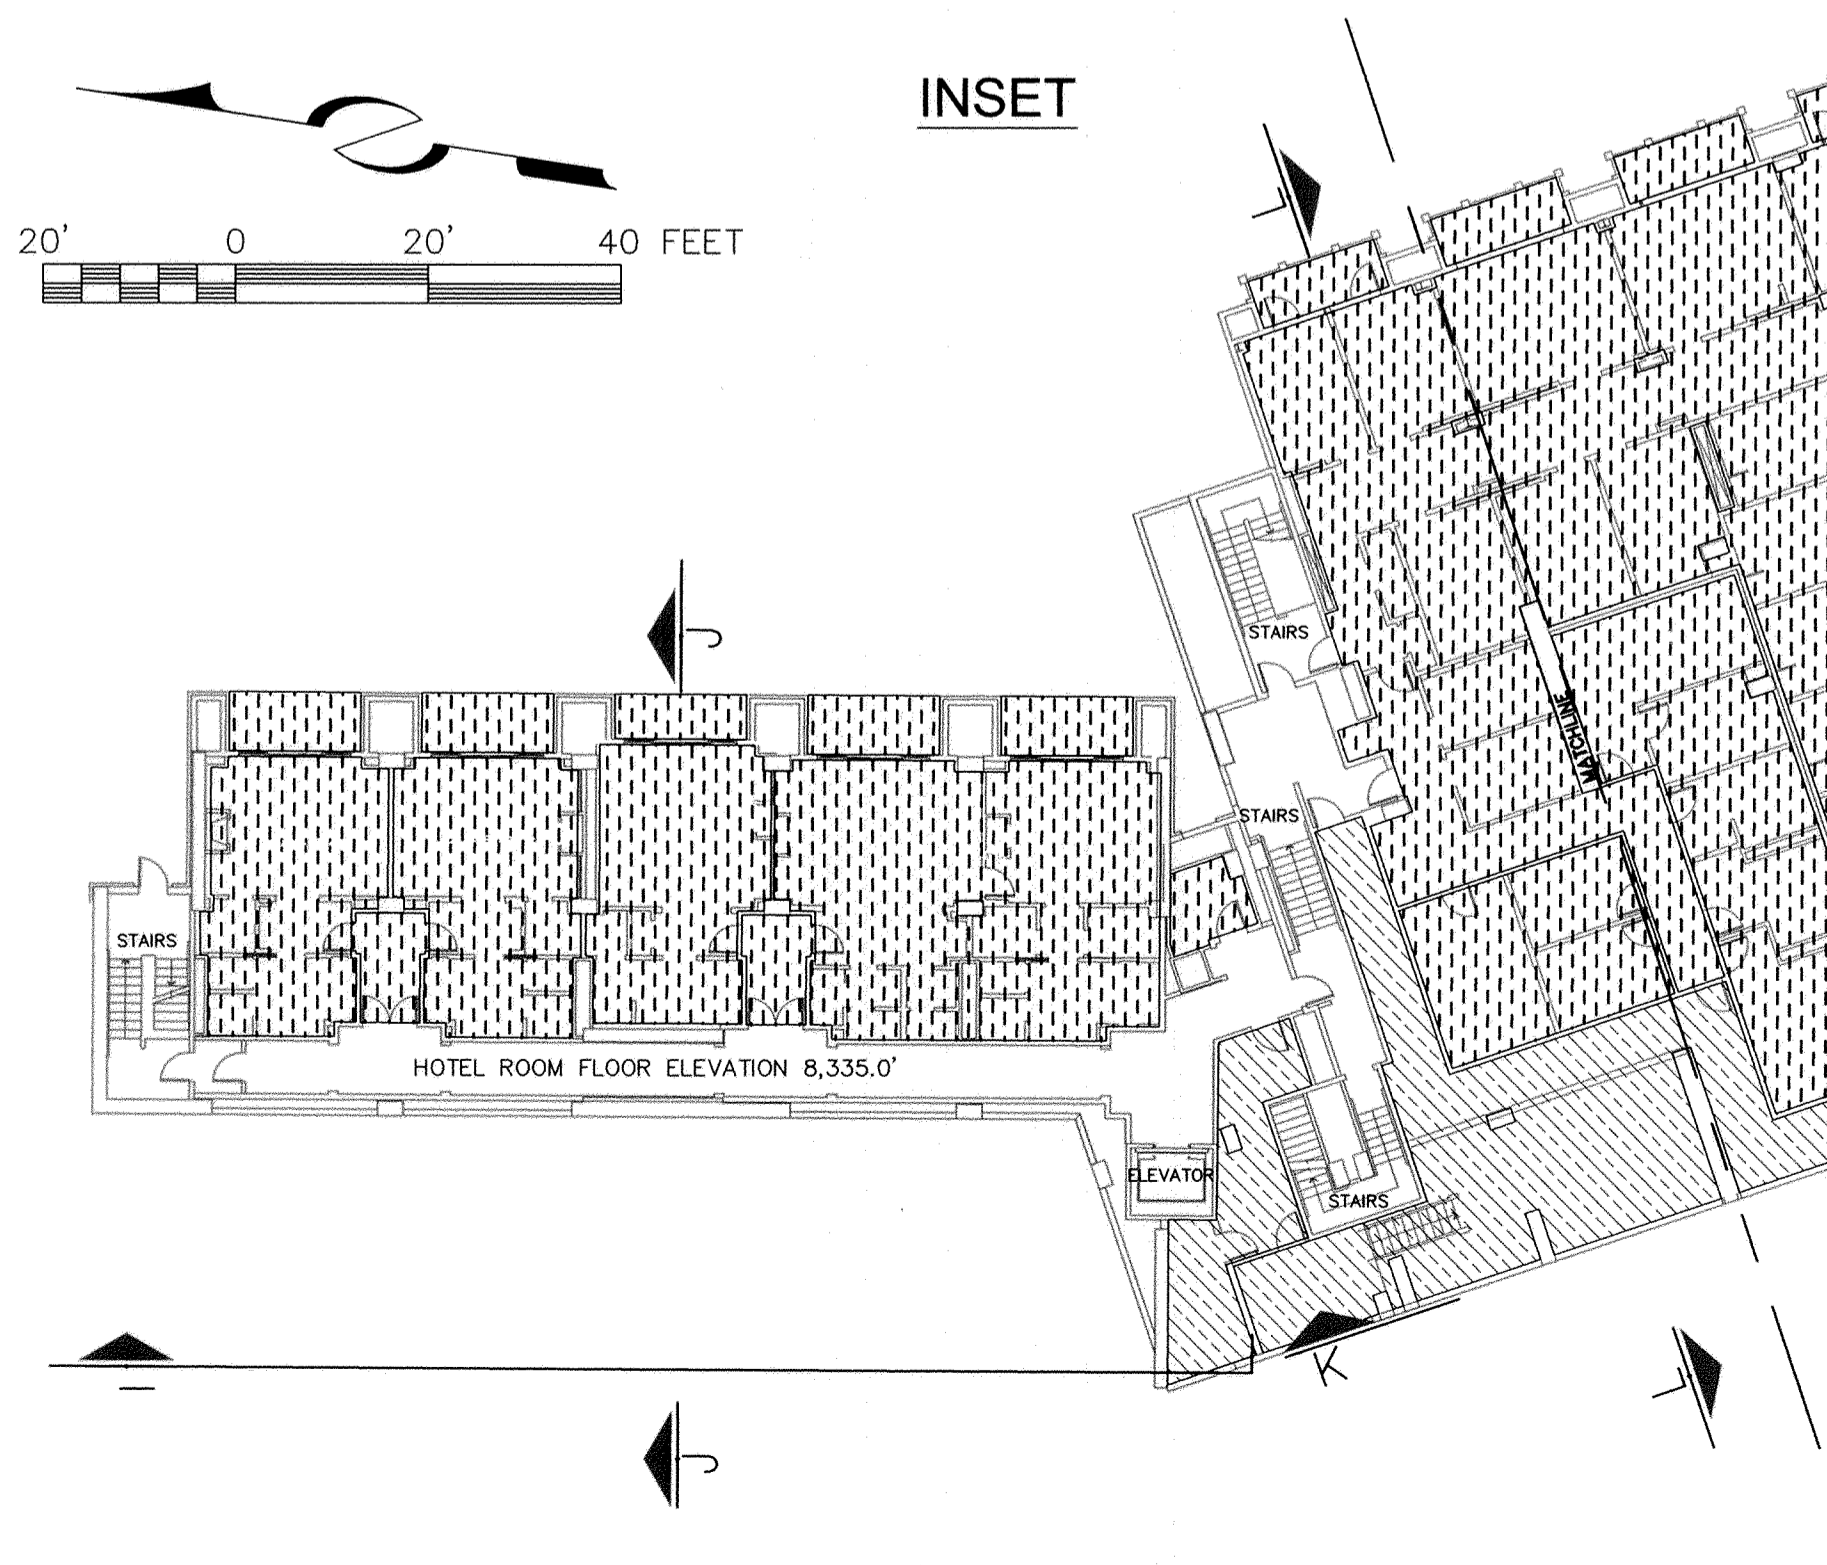 INSET
20' 0 20' 40 FEET
L
J
STAIRS
MATCHLINE
STAIRS
STAIRS
HOTEL ROOM FLOOR ELEVATION 8,335.0'
ELEVATOR
STAIRS
I
K
L
J